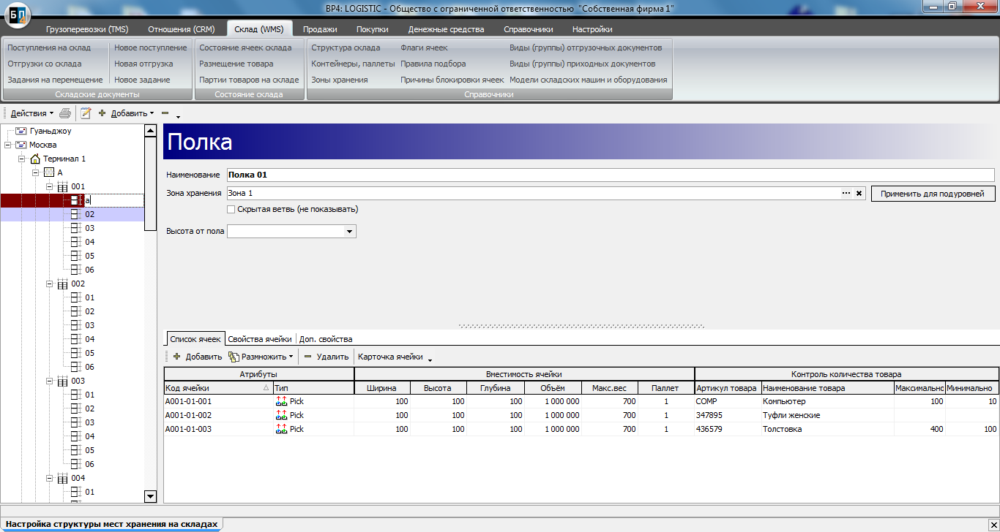 BP4: LOGISTIC - Общество с ограниченной ответственностью "Собственная фирма 1"
БП 4
Грузоперевозки (TMS) Отношения (CRM) Склад (WMS) Продажи Покупки Денежные средства Справочники Настройки
Поступления на склад Новое поступление Состояние ячеек склада Структура склада Флаги ячеек Виды (группы) отгрузочных документов
Отгрузки со склада Новая отгрузка Размещение товара Контейнеры, паллеты Правила подбора Виды (группы) приходных документов
Задания на перемещение Новое задание Партии товаров на складе Зоны хранения Причины блокировки ячеек Модели складских машин и оборудования
Складские документы Состояние склада Справочники
Действия Добавить
Гуаньджоу
Москва
Терминал 1
A
001
a
02
03
04
05
06
002
01
02
03
04
05
06
003
01
02
03
04
05
06
004
01
Полка
Наименование Полка 01
Зона хранения Зона 1 ... Применить для подуровней
Скрытая ветвь (не показывать)
Высота от пола
Список ячеек Свойства ячейки Доп. свойства
Добавить Размножить Удалить Карточка ячейки
Атрибуты Вместимость ячейки Контроль количества товара
Код ячейки Тип Ширина Высота Глубина Объём Макс.вес Паллет Артикул товара Наименование товара Максимально Минимально
A001-01-001 Pick 100 100 100 1 000 000 700 1 COMP Компьютер 100 10
A001-01-002 Pick 100 100 100 1 000 000 700 1 347895 Туфли женские
A001-01-003 Pick 100 100 100 1 000 000 700 1 436579 Толстовка 400 100
Настройка структуры мест хранения на складах